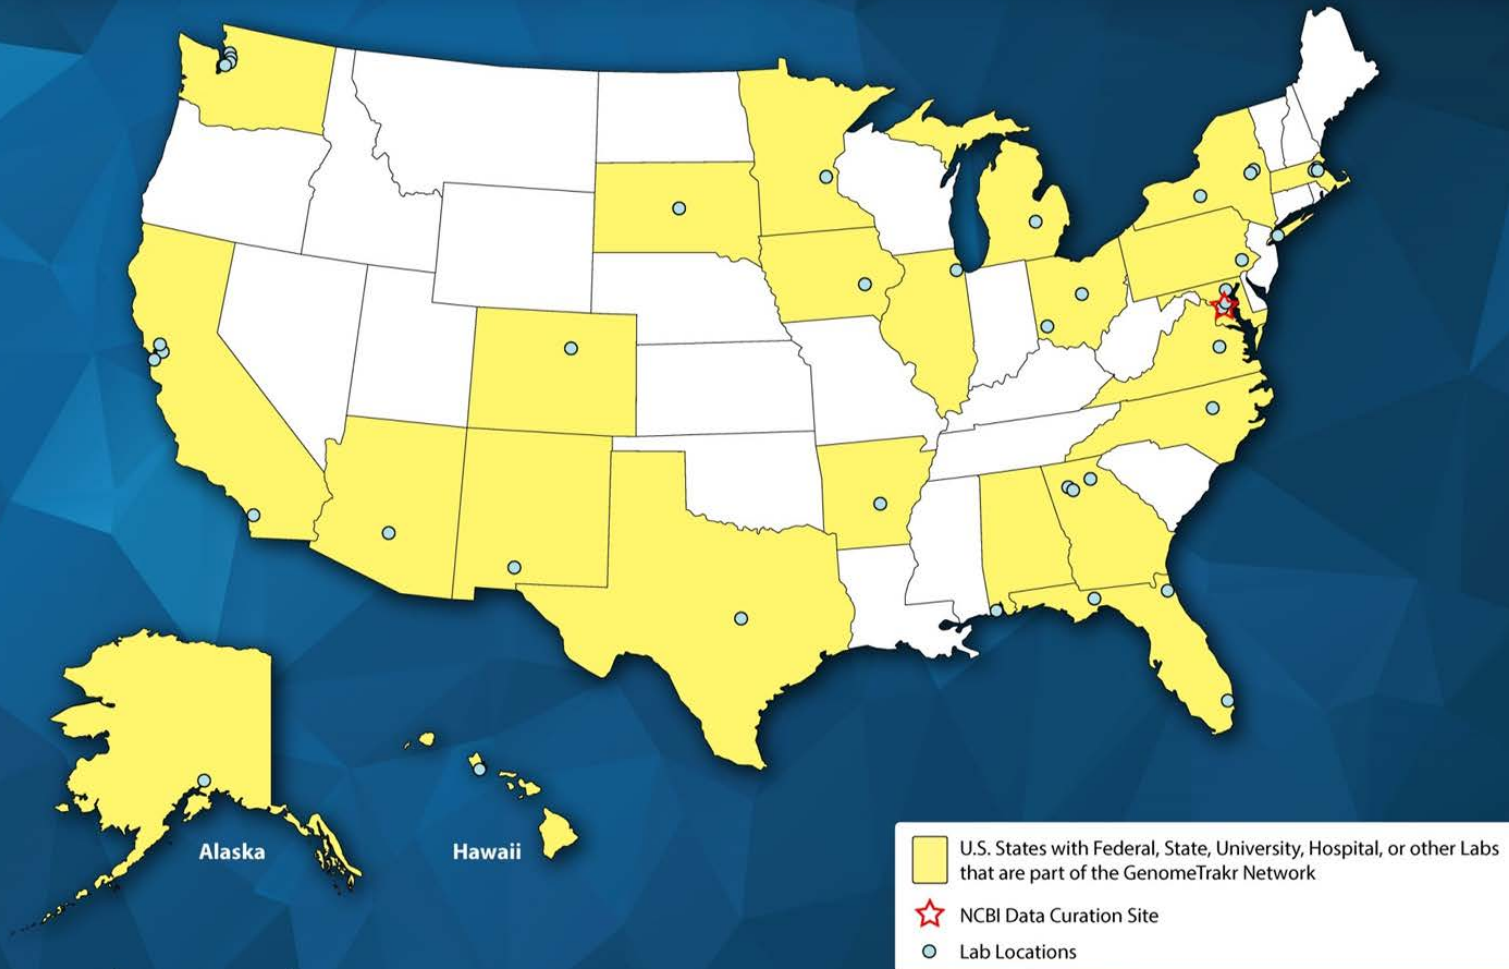 Alaska
Hawaii
U.S. States with Federal, State, University, Hospital, or other Labs
that are part of the GenomeTrakr Network
NCBI Data Curation Site
Lab Locations